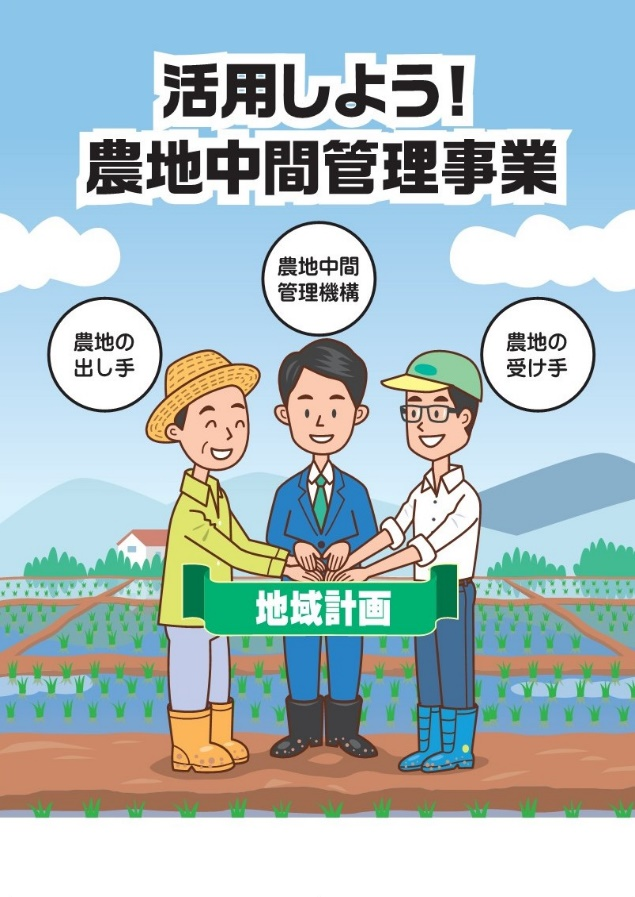 活用しよう!
農地中間管理事業
農地中間
管理機構
農地の
出し手
農地の
受け手
地域計画